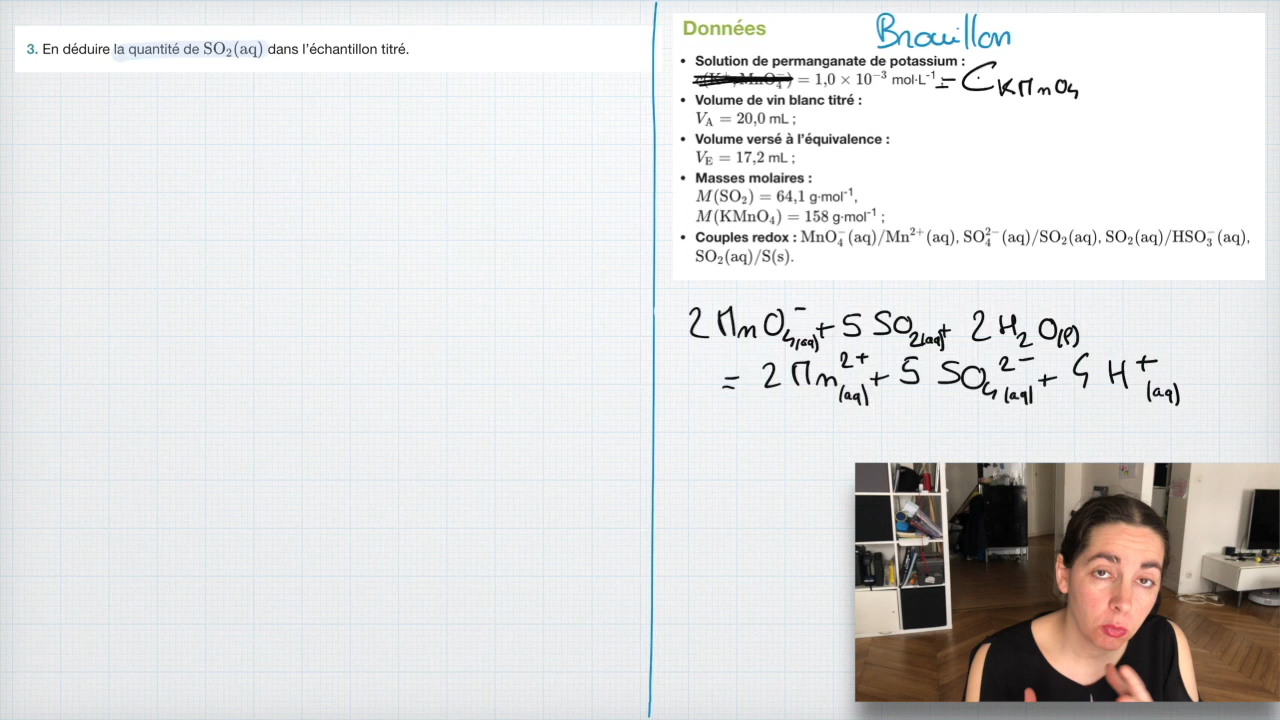 3. En déduire la quantité de SO₂(aq) dans l'échantillon titré.
Données
Brouillon
• Solution de permanganate de potassium :
= 1,0 × 10⁻³ mol·L⁻¹ = C_KMnO₄
• Volume de vin blanc titré :
V_A = 20,0 mL ;
• Volume versé à l'équivalence :
V_E = 17,2 mL ;
• Masses molaires :
M(SO₂) = 64,1 g·mol⁻¹,
M(KMnO₄) = 158 g·mol⁻¹ ;
• Couples redox : MnO₄⁻(aq)/Mn²⁺(aq), SO₄²⁻(aq)/SO₂(aq), SO₂(aq)/HSO₃⁻(aq),
SO₂(aq)/S(s).
2 MnO₄⁻(aq) + 5 SO₂(aq) + 2 H₂O(l)
= 2 Mn²⁺(aq) + 5 SO₄²⁻(aq) + 4 H⁺(aq)